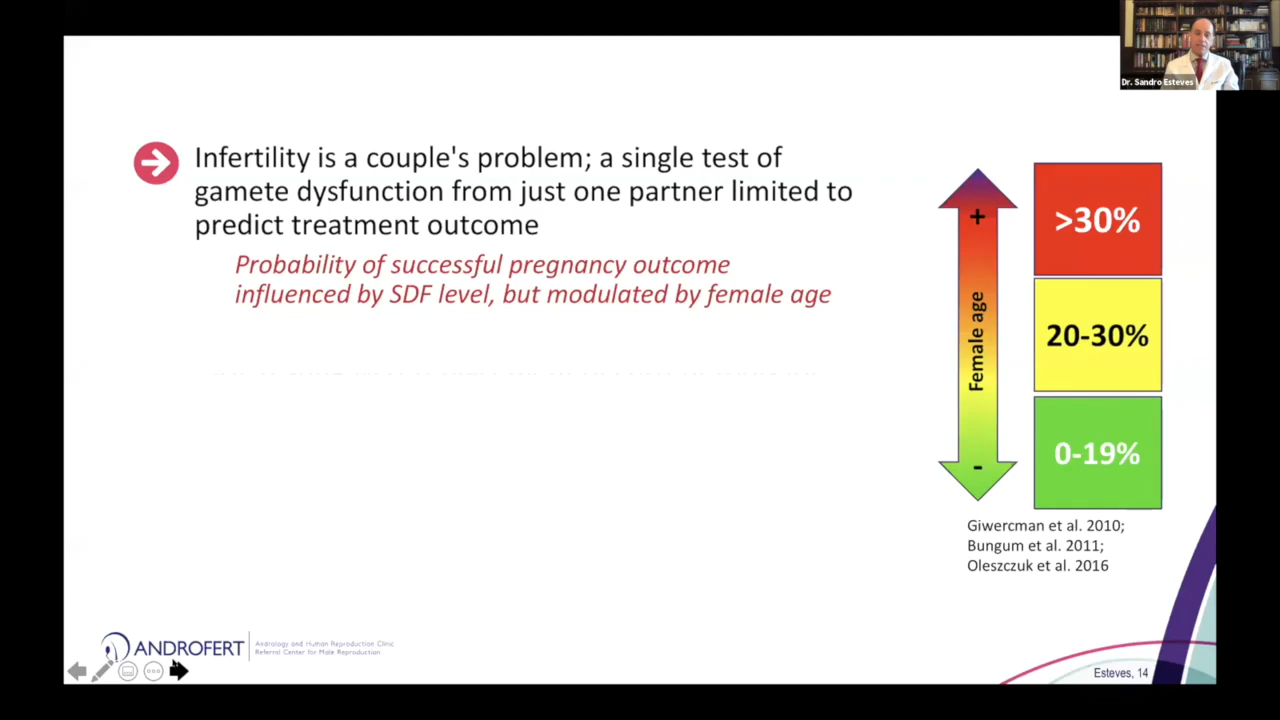 Dr. Sandro Esteves
Infertility is a couple's problem; a single test of
gamete dysfunction from just one partner limited to
predict treatment outcome
Probability of successful pregnancy outcome
influenced by SDF level, but modulated by female age
+
Female age
-
>30%
20-30%
0-19%
Giwercman et al. 2010;
Bungum et al. 2011;
Oleszczuk et al. 2016
ANDROFERT
Andrology and Human Reproduction Clinic
Referral Center for Male Reproduction
Esteves, 14